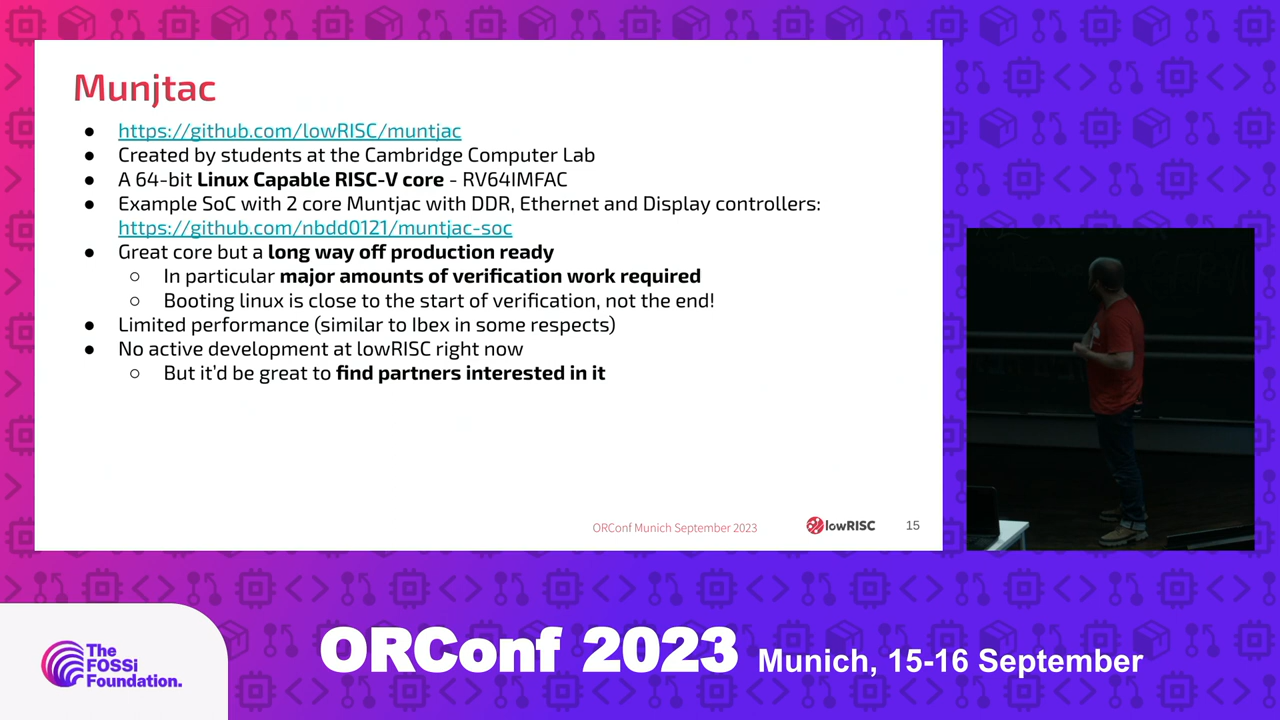 Munjtac
● https://github.com/lowRISC/muntjac
● Created by students at the Cambridge Computer Lab
● A 64-bit Linux Capable RISC-V core - RV64IMFAC
● Example SoC with 2 core Muntjac with DDR, Ethernet and Display controllers:
https://github.com/nbdd0121/muntjac-soc
● Great core but a long way off production ready
○ In particular major amounts of verification work required
○ Booting linux is close to the start of verification, not the end!
● Limited performance (similar to Ibex in some respects)
● No active development at lowRISC right now
○ But it’d be great to find partners interested in it
ORConf Munich September 2023
lowRISC
15
The
FOSSi
Foundation.
ORConf 2023 Munich, 15-16 September